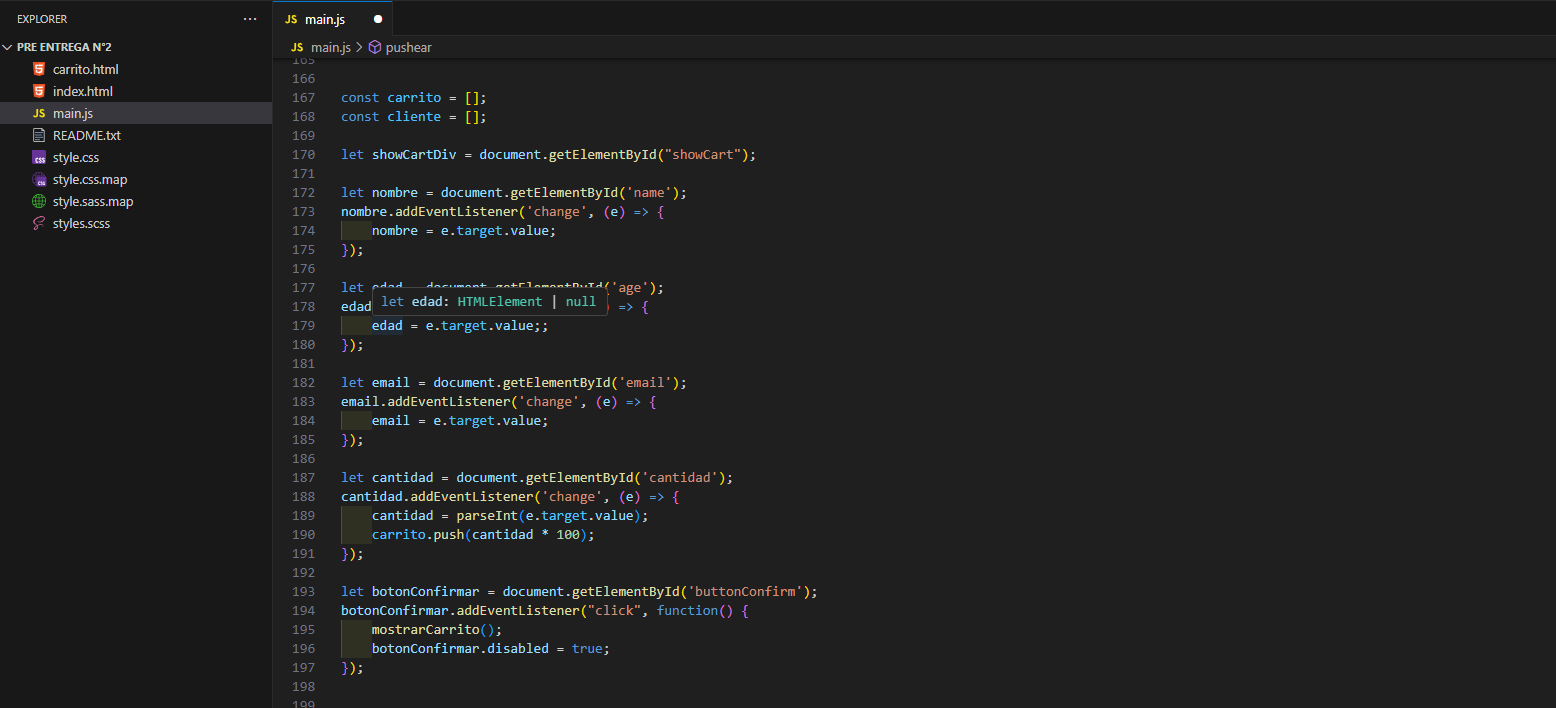 EXPLORER ···
PRE ENTREGA N°2
carrito.html
index.html
JS main.js
README.txt
style.css
style.css.map
style.sass.map
styles.scss
JS main.js
JS main.js > pushear
165
166
167 const carrito = [];
168 const cliente = [];
169
170 let showCartDiv = document.getElementById("showCart");
171
172 let nombre = document.getElementById('name');
173 nombre.addEventListener('change', (e) => {
174 nombre = e.target.value;
175 });
176
177 let edad = document.getElementById('age');
let edad: HTMLElement | null
178 edad => {
179 edad = e.target.value;;
180 });
181
182 let email = document.getElementById('email');
183 email.addEventListener('change', (e) => {
184 email = e.target.value;
185 });
186
187 let cantidad = document.getElementById('cantidad');
188 cantidad.addEventListener('change', (e) => {
189 cantidad = parseInt(e.target.value);
190 carrito.push(cantidad * 100);
191 });
192
193 let botonConfirmar = document.getElementById('buttonConfirm');
194 botonConfirmar.addEventListener("click", function() {
195 mostrarCarrito();
196 botonConfirmar.disabled = true;
197 });
198
199